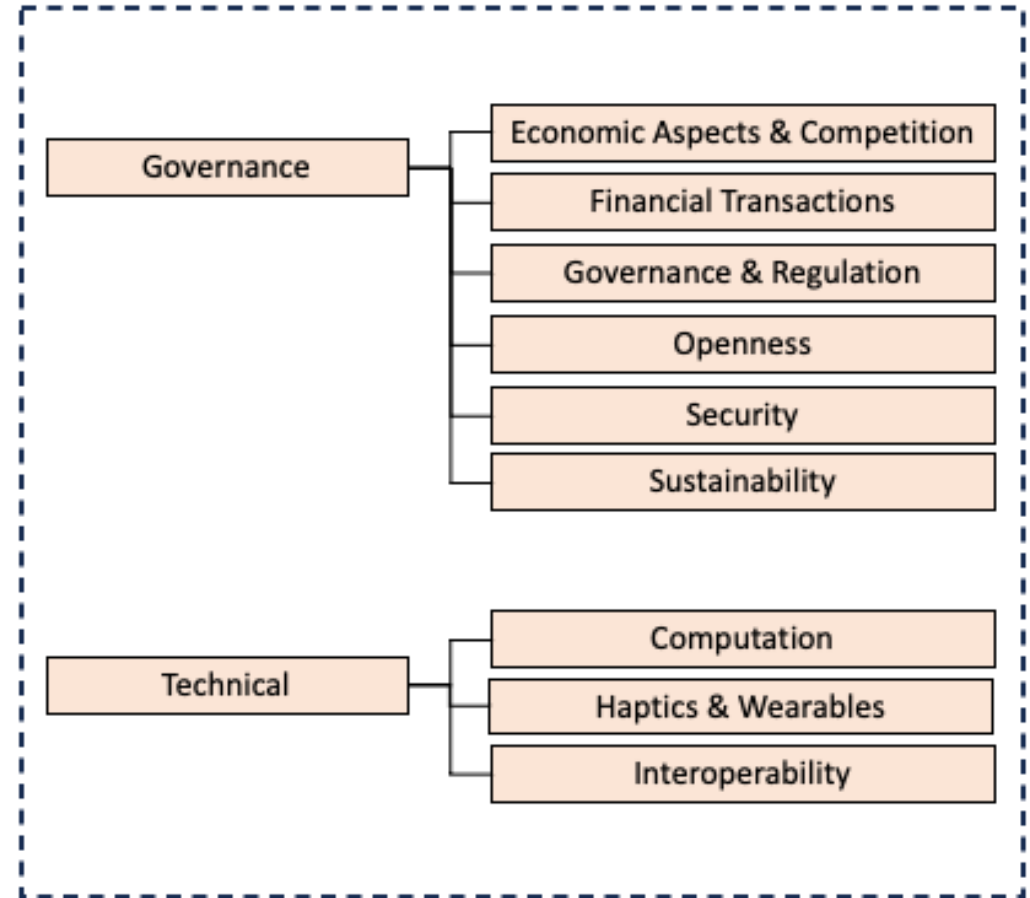 Governance
Economic Aspects & Competition
Financial Transactions
Governance & Regulation
Openness
Security
Sustainability
Technical
Computation
Haptics & Wearables
Interoperability